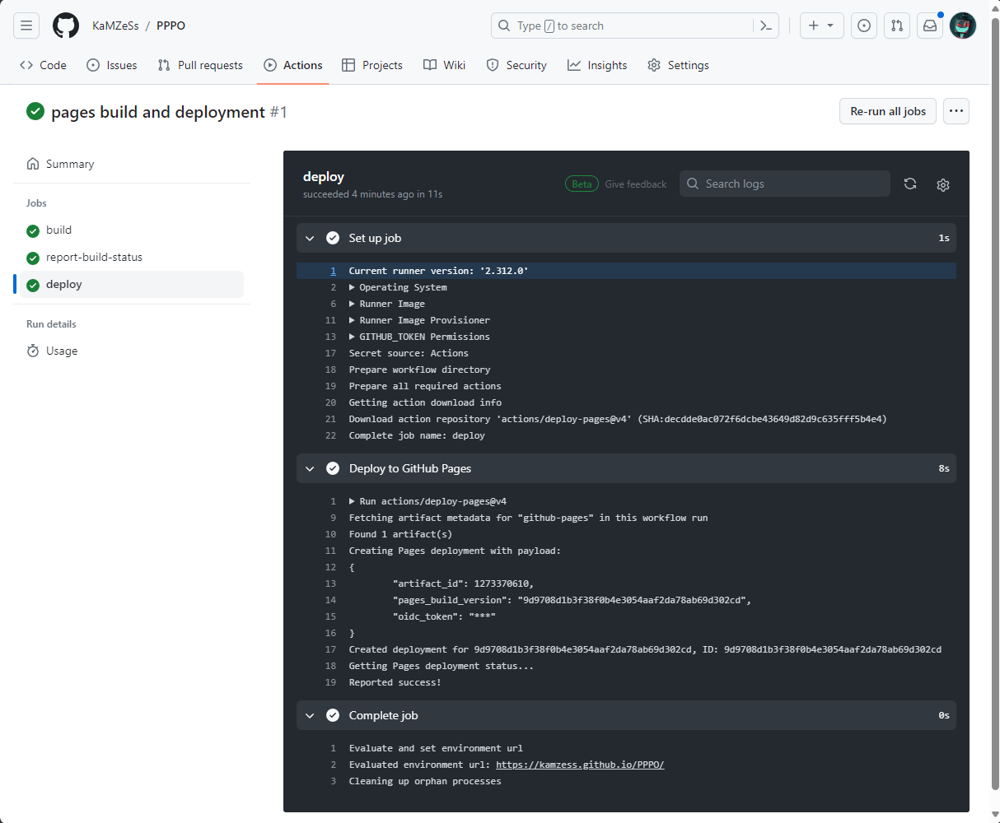 KaMZeSs / PPPO
Type / to search
Code
Issues
Pull requests
Actions
Projects
Wiki
Security
Insights
Settings
pages build and deployment #1
Re-run all jobs
Summary
Jobs
build
report-build-status
deploy
Run details
Usage
deploy
succeeded 4 minutes ago in 11s
Beta
Give feedback
Search logs
Set up job 1s
1 Current runner version: '2.312.0'
2 Operating System
6 Runner Image
11 Runner Image Provisioner
13 GITHUB_TOKEN Permissions
17 Secret source: Actions
18 Prepare workflow directory
19 Prepare all required actions
20 Getting action download info
21 Download action repository 'actions/deploy-pages@v4' (SHA:decdde0ac072f6dcbe43649d82d9c635fff5b4e4)
22 Complete job name: deploy
Deploy to GitHub Pages 8s
1 Run actions/deploy-pages@v4
9 Fetching artifact metadata for "github-pages" in this workflow run
10 Found 1 artifact(s)
11 Creating Pages deployment with payload:
12 {
13 "artifact_id": 1273370610,
14 "pages_build_version": "9d9708d1b3f38f0b4e3054aaf2da78ab69d302cd",
15 "oidc_token": "***"
16 }
17 Created deployment for 9d9708d1b3f38f0b4e3054aaf2da78ab69d302cd, ID: 9d9708d1b3f38f0b4e3054aaf2da78ab69d302cd
18 Getting Pages deployment status...
19 Reported success!
Complete job 0s
1 Evaluate and set environment url
2 Evaluated environment url: https://kamzess.github.io/PPPO/
3 Cleaning up orphan processes